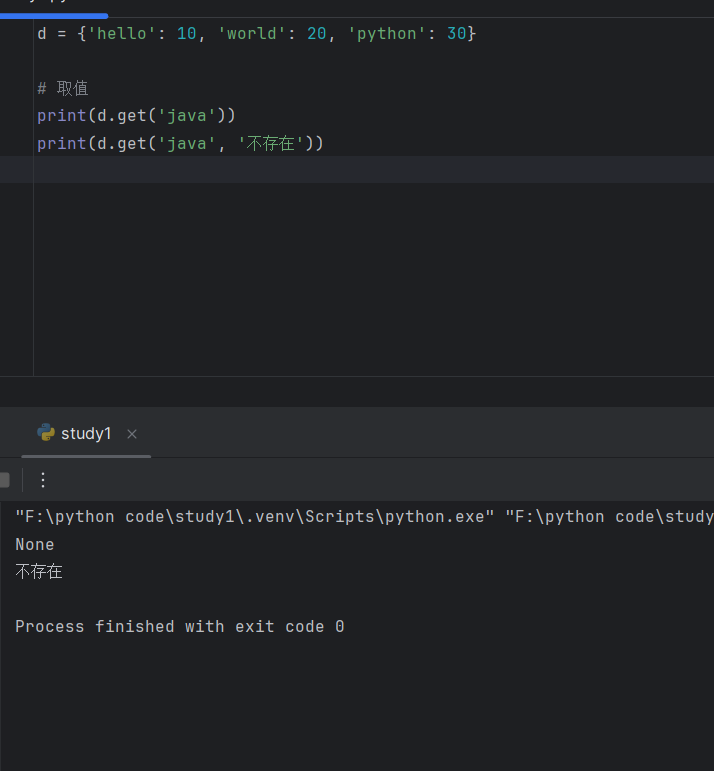 d = {'hello': 10, 'world': 20, 'python': 30}
# 取值
print(d.get('java'))
print(d.get('java', '不存在'))
study1
"F:\python code\study1\.venv\Scripts\python.exe" "F:\python code\study
None
不存在
Process finished with exit code 0